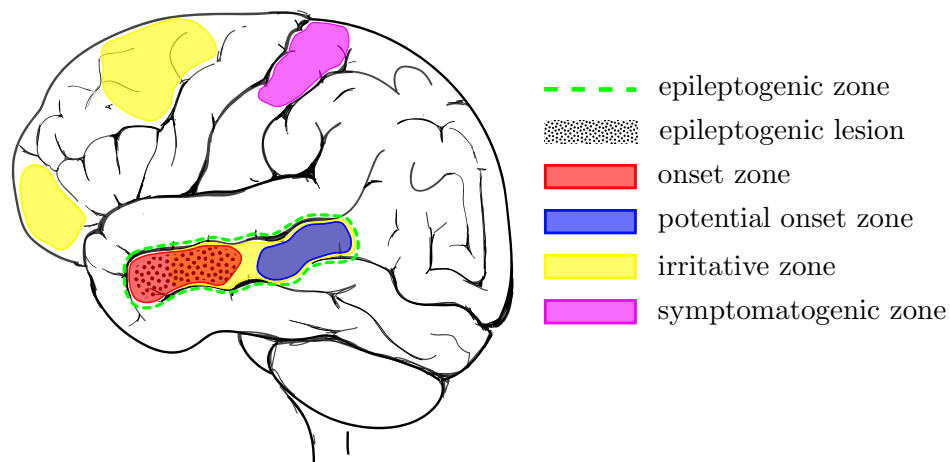 epileptogenic zone
epileptogenic lesion
onset zone
potential onset zone
irritative zone
symptomatogenic zone